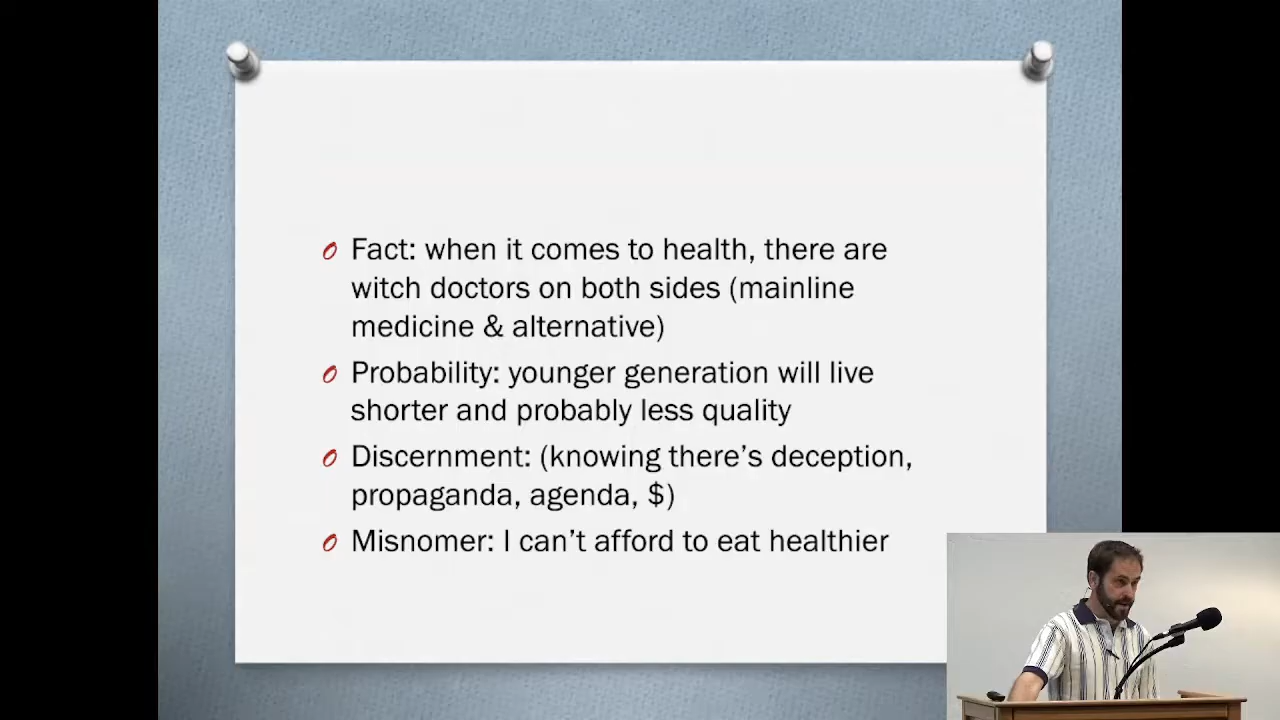 Fact: when it comes to health, there are
witch doctors on both sides (mainline
medicine & alternative)
Probability: younger generation will live
shorter and probably less quality
Discernment: (knowing there's deception,
propaganda, agenda, $)
Misnomer: I can't afford to eat healthier